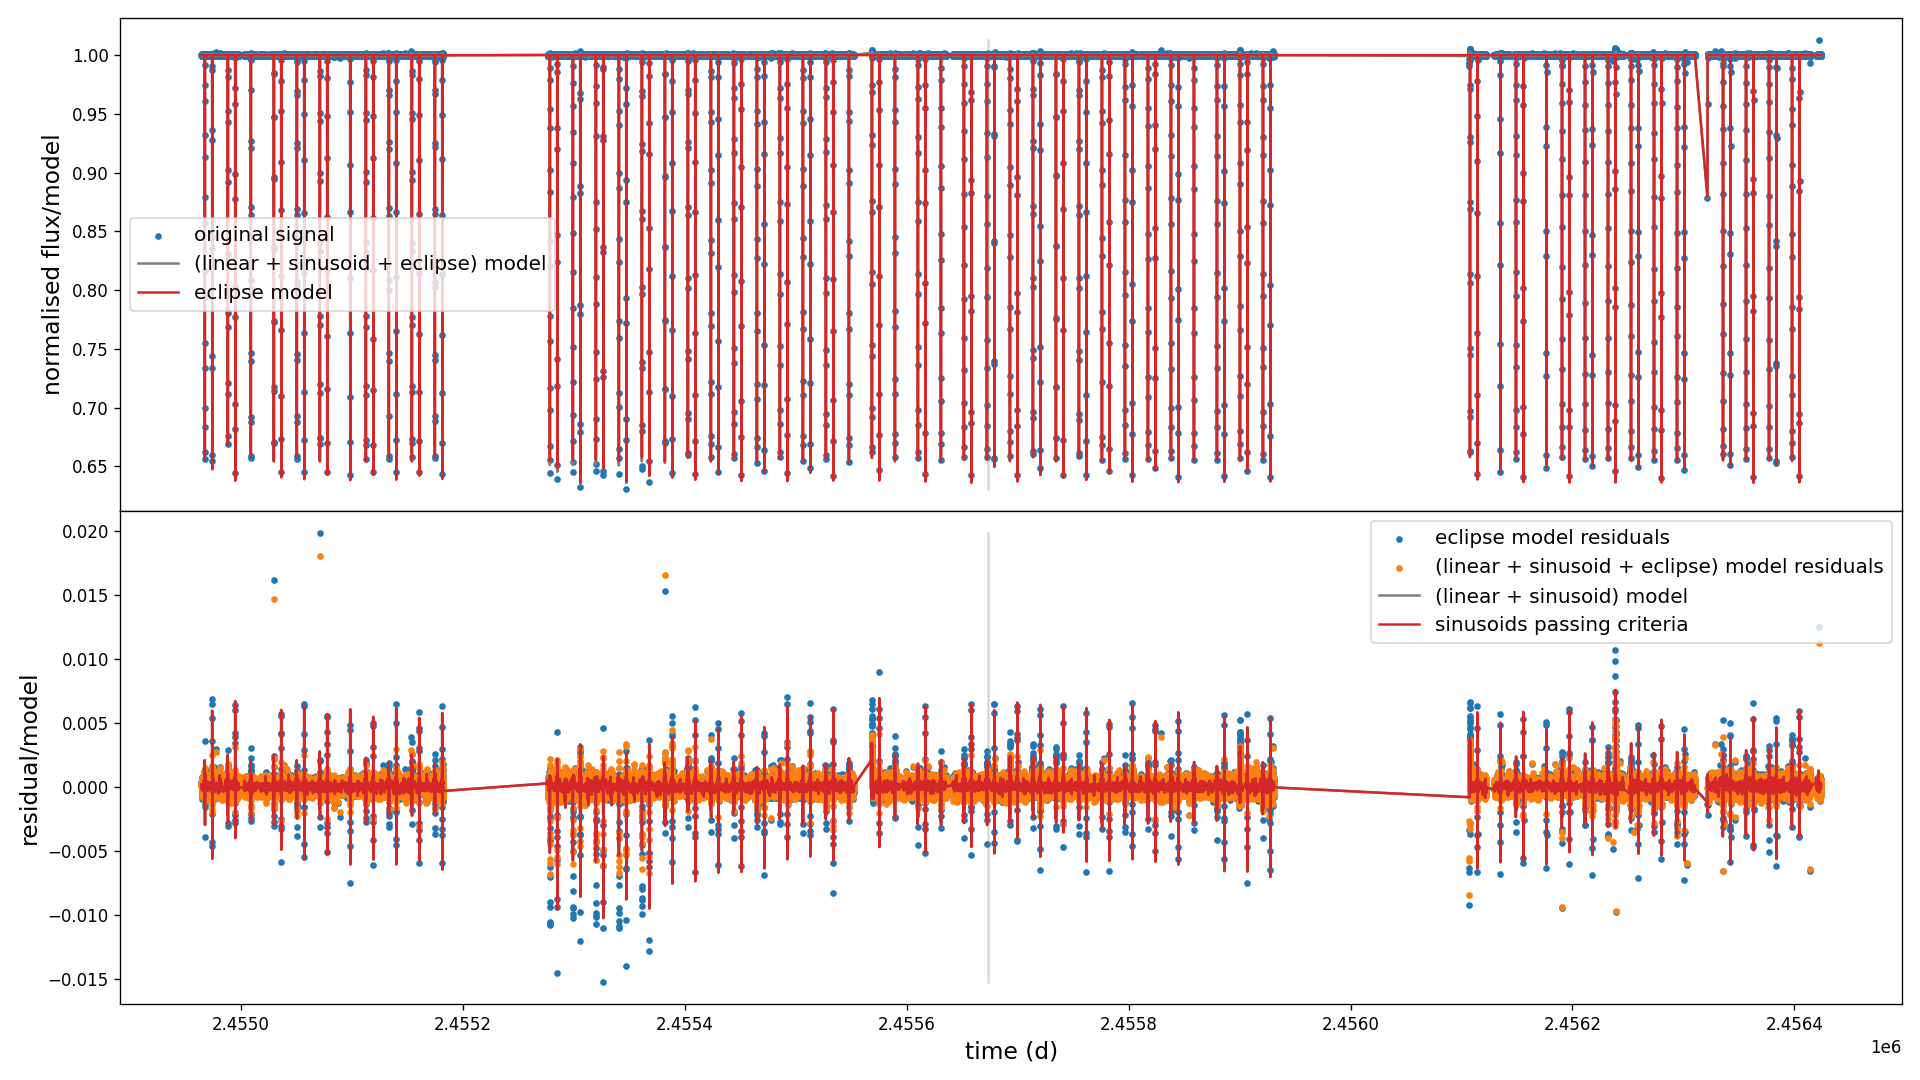 normalised flux/model
1.00
0.95
0.90
0.85
0.80
0.75
0.70
0.65
original signal
(linear + sinusoid + eclipse) model
eclipse model
residual/model
0.020
0.015
0.010
0.005
0.000
−0.005
−0.010
−0.015
eclipse model residuals
(linear + sinusoid + eclipse) model residuals
(linear + sinusoid) model
sinusoids passing criteria
2.4550 2.4552 2.4554 2.4556 2.4558 2.4560 2.4562 2.4564
time (d)
1e6